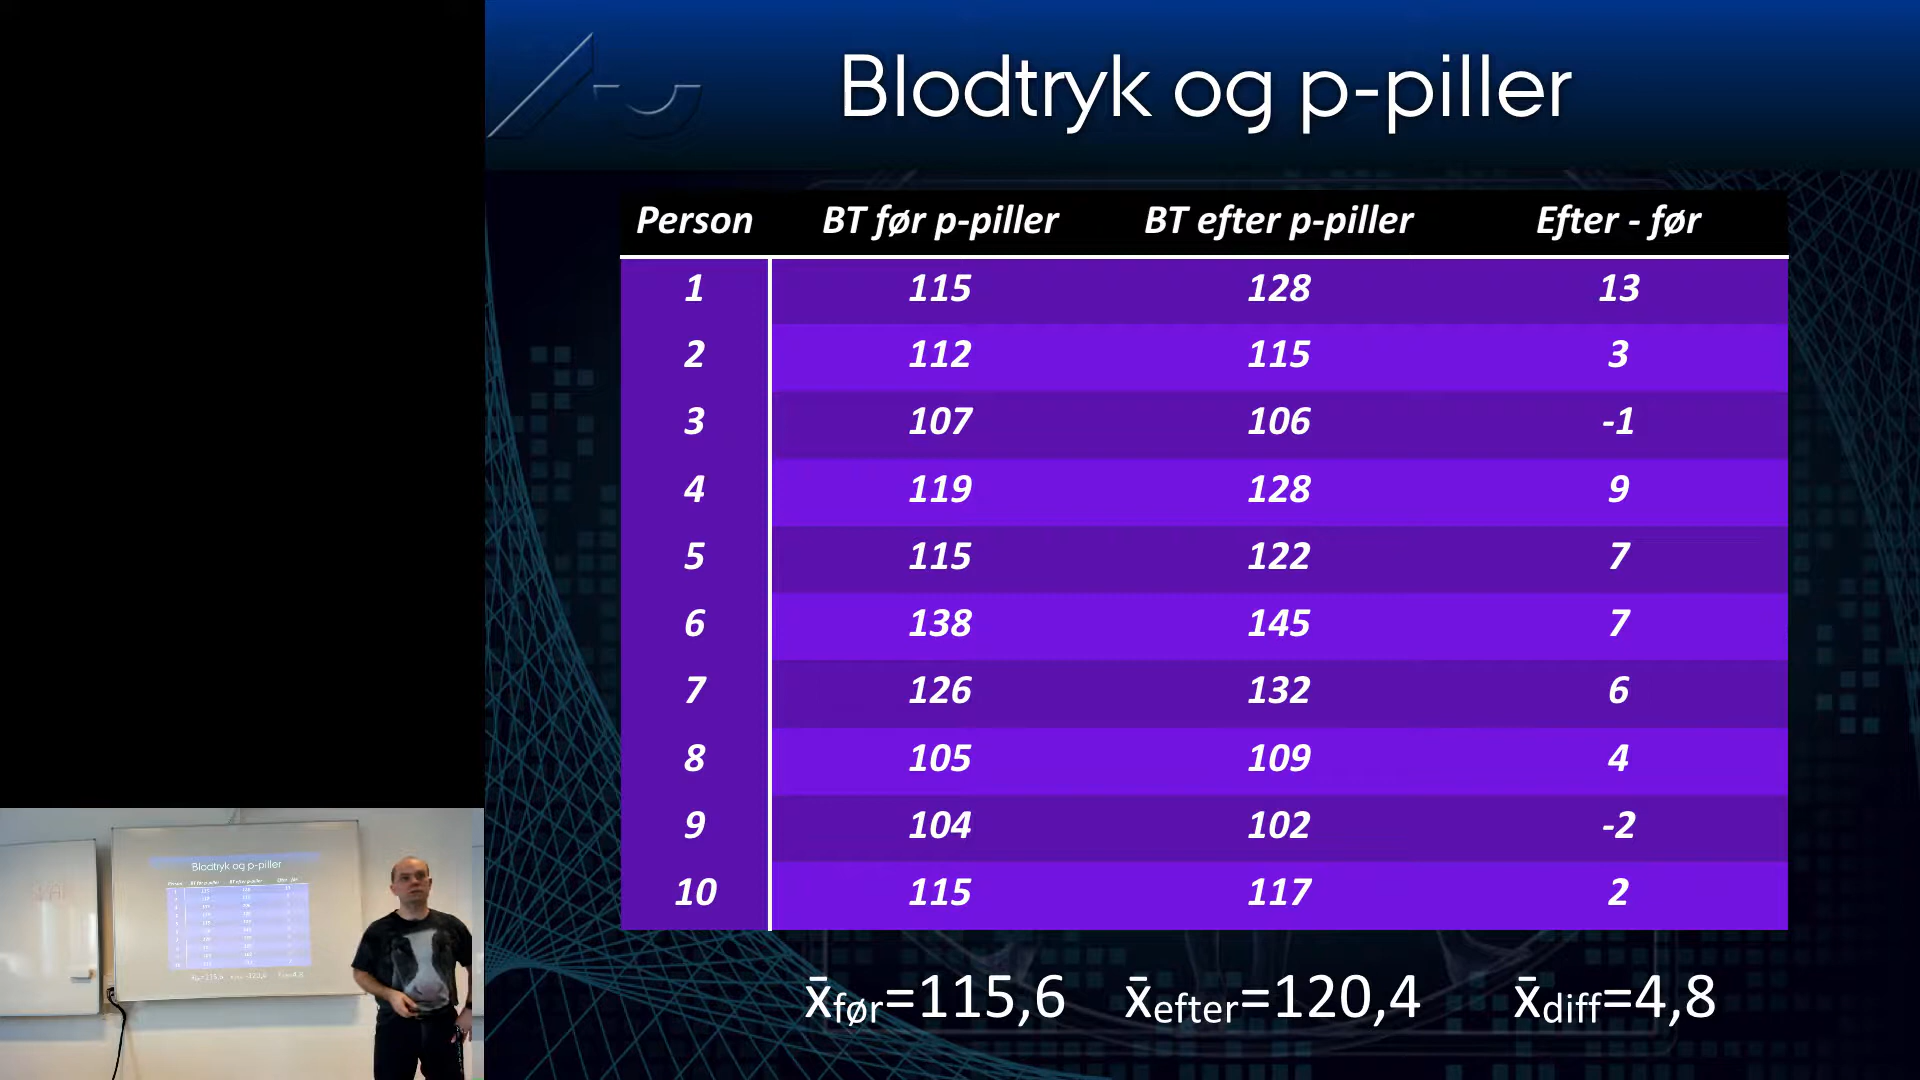 Blodtryk og p-piller
Person BT før p-piller BT efter p-piller Efter - før
1 115 128 13
2 112 115 3
3 107 106 -1
4 119 128 9
5 115 122 7
6 138 145 7
7 126 132 6
8 105 109 4
9 104 102 -2
10 115 117 2
x̄før=115,6 x̄efter=120,4 x̄diff=4,8
Blodtryk og p-piller